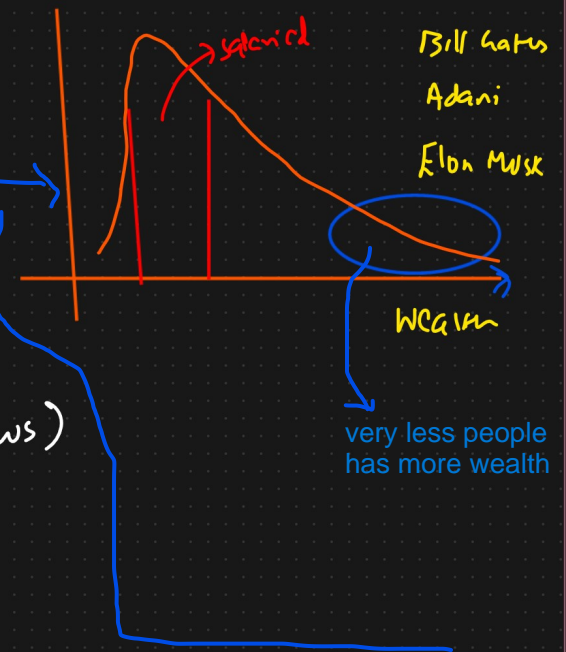 salaried
Bill Gates
Adani
Elon Musk
Wealth
ws)
very less people
has more wealth